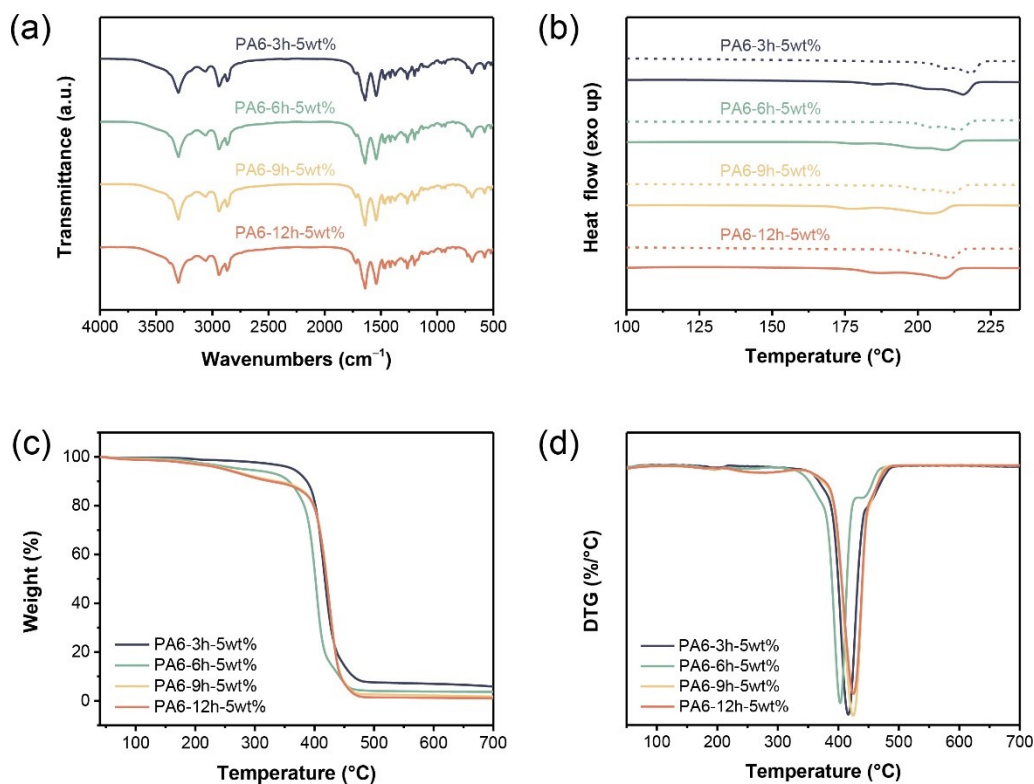 (a)
PA6-3h-5wt%
PA6-6h-5wt%
PA6-9h-5wt%
PA6-12h-5wt%
Transmittance (a.u.)
4000 3500 3000 2500 2000 1500 1000 500
Wavenumbers (cm⁻¹)
(b)
PA6-3h-5wt%
PA6-6h-5wt%
PA6-9h-5wt%
PA6-12h-5wt%
Heat flow (exo up)
100 125 150 175 200 225
Temperature (°C)
(c)
100
80
60
40
20
0
Weight (%)
PA6-3h-5wt%
PA6-6h-5wt%
PA6-9h-5wt%
PA6-12h-5wt%
100 200 300 400 500 600 700
Temperature (°C)
(d)
DTG (%/°C)
PA6-3h-5wt%
PA6-6h-5wt%
PA6-9h-5wt%
PA6-12h-5wt%
100 200 300 400 500 600 700
Temperature (°C)